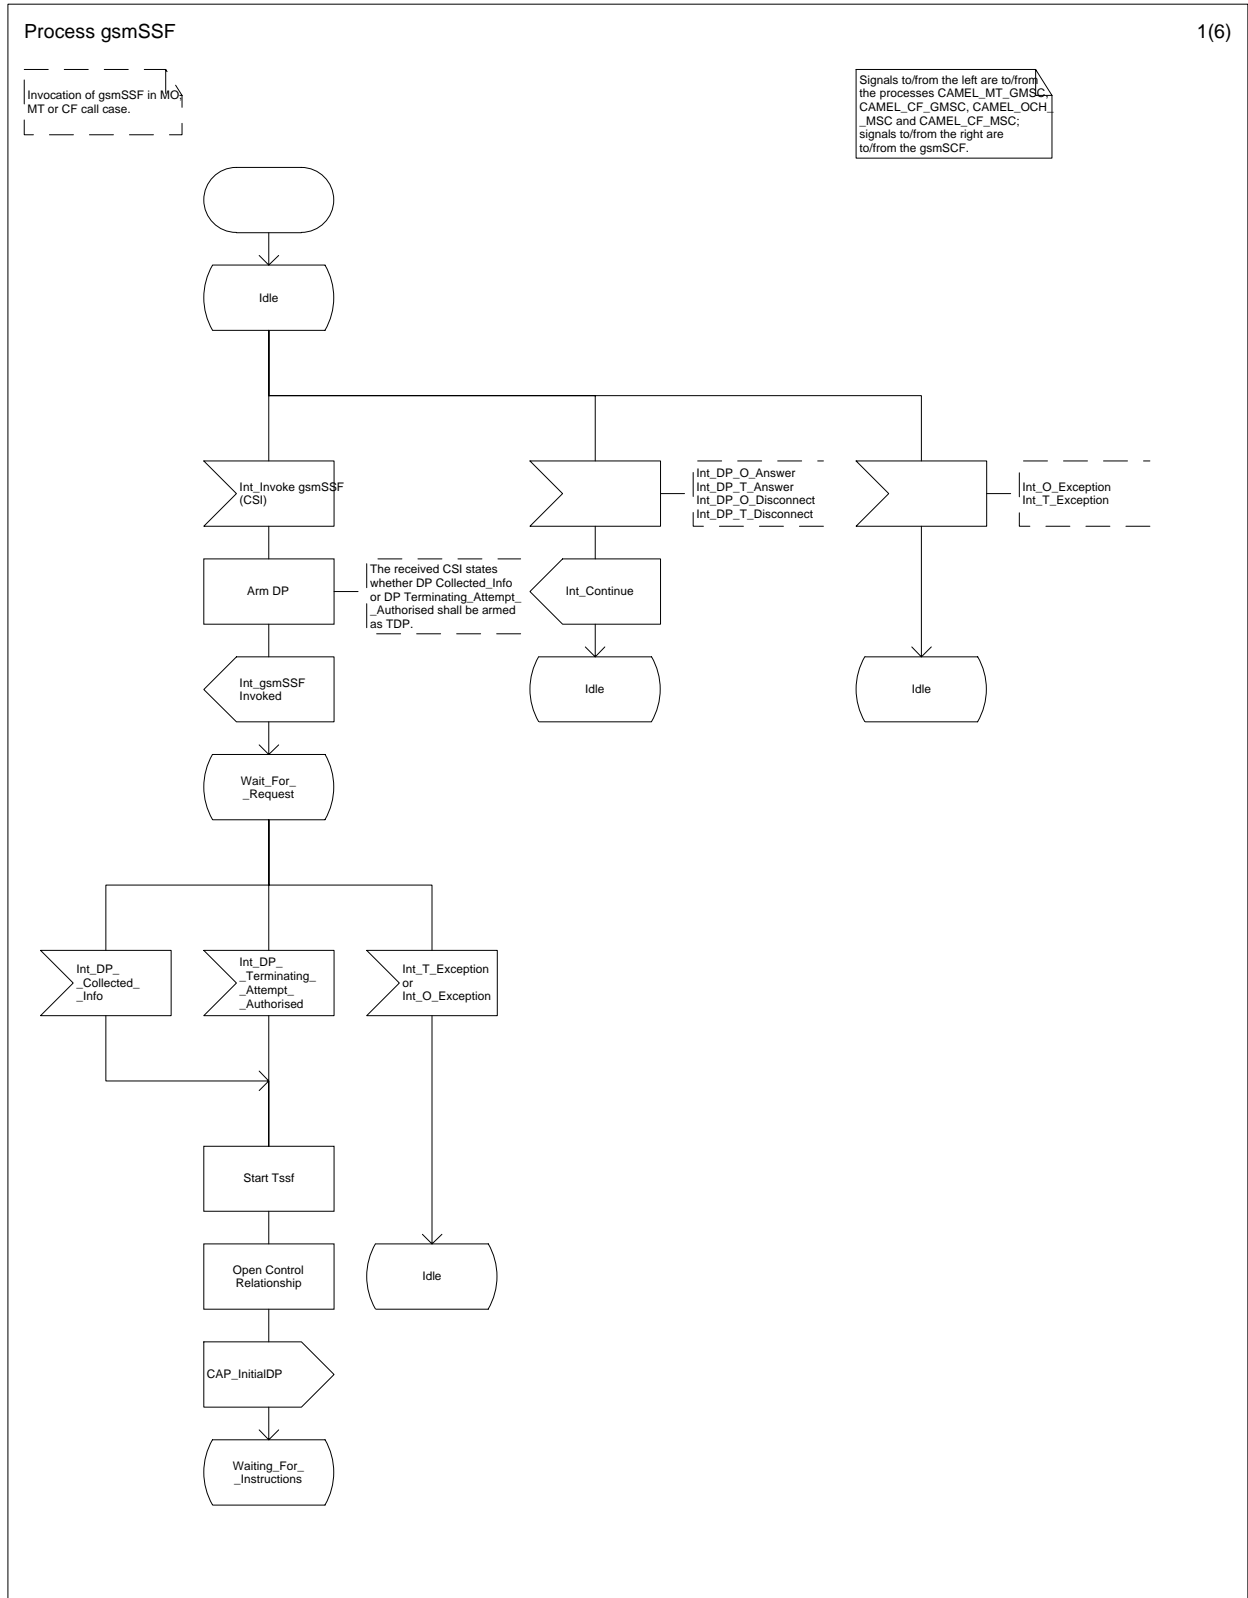 Process gsmSSF
1(6)
Invocation of gsmSSF in MO,
MT or CF call case.
Signals to/from the left are to/from
the processes CAMEL_MT_GMSC,
CAMEL_CF_GMSC, CAMEL_OCH_
_MSC and CAMEL_CF_MSC;
signals to/from the right are
to/from the gsmSCF.
Idle
Int_Invoke gsmSSF
(CSI)
Int_DP_O_Answer
Int_DP_T_Answer
Int_DP_O_Disconnect
Int_DP_T_Disconnect
Int_O_Exception
Int_T_Exception
Arm DP
The received CSI states
whether DP Collected_Info
or DP Terminating_Attempt_
_Authorised shall be armed
as TDP.
Int_Continue
Int_gsmSSF
Invoked
Idle
Idle
Wait_For_
_Request
Int_DP_
_Collected_
_Info
Int_DP_
_Terminating_
_Attempt_
_Authorised
Int_T_Exception
or
Int_O_Exception
Start Tssf
Open Control
Relationship
Idle
CAP_InitialDP
Waiting_For_
_Instructions